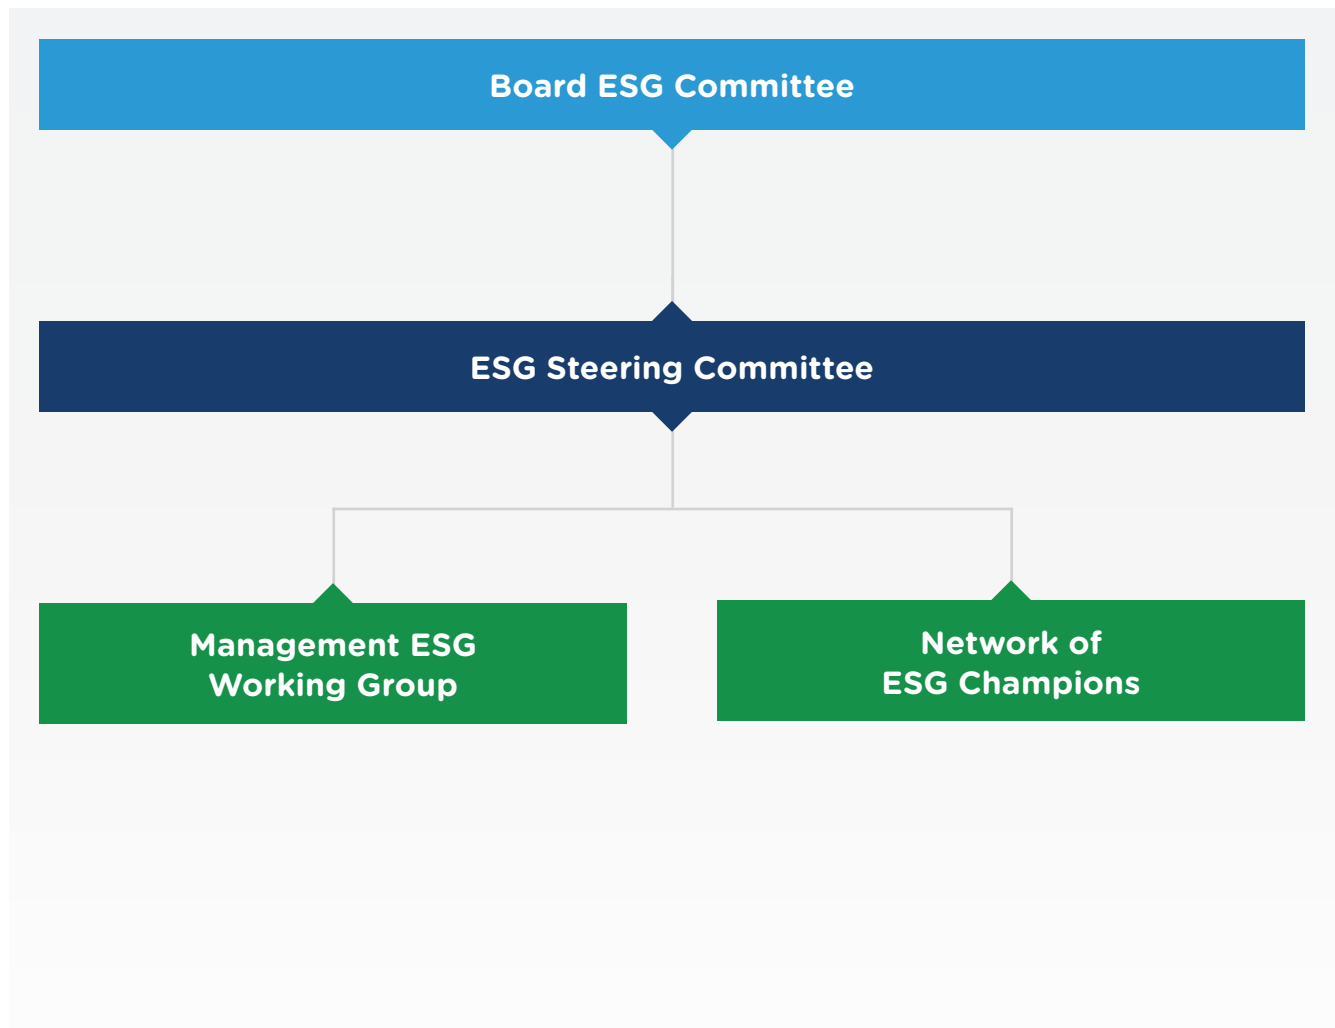 Board ESG Committee
ESG Steering Committee
Management ESG
Working Group
Network of
ESG Champions